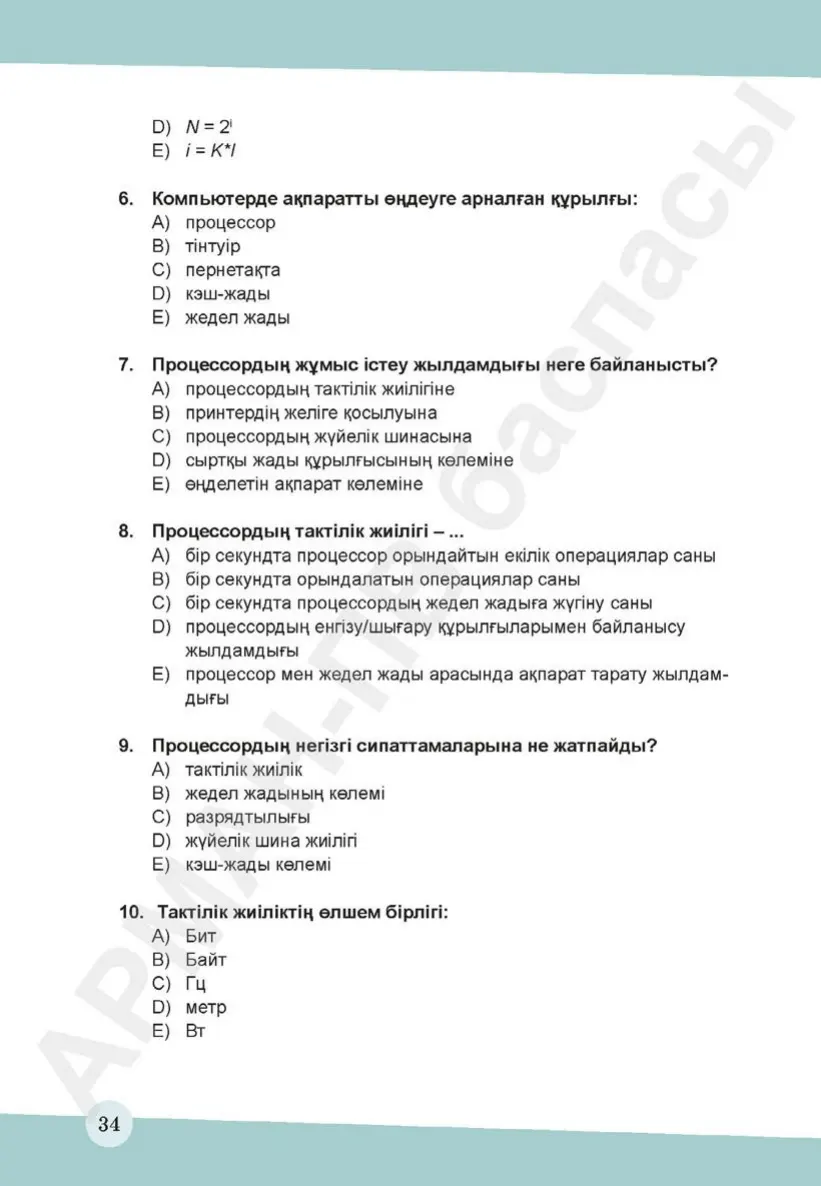 D) N = 2ⁱ
E) i = K*I
6. Компьютерде ақпаратты өңдеуге арналған құрылғы:
A) процессор
B) тінтуір
C) пернетақта
D) кэш-жады
E) жедел жады
7. Процессордың жұмыс істеу жылдамдығы неге байланысты?
A) процессордың тактілік жиілігіне
B) принтердің желіге қосылуына
C) процессордың жүйелік шинасына
D) сыртқы жады құрылғысының көлеміне
E) өңделетін ақпарат көлеміне
8. Процессордың тактілік жиілігі – ...
A) бір секундта процессор орындайтын екілік операциялар саны
B) бір секундта орындалатын операциялар саны
C) бір секундта процессордың жедел жадыға жүгіну саны
D) процессордың енгізу/шығару құрылғыларымен байланысу
жылдамдығы
E) процессор мен жедел жады арасында ақпарат тарату жылдам-
дығы
9. Процессордың негізгі сипаттамаларына не жатпайды?
A) тактілік жиілік
B) жедел жадының көлемі
C) разрядтылығы
D) жүйелік шина жиілігі
E) кэш-жады көлемі
10. Тактілік жиіліктің өлшем бірлігі:
A) Бит
B) Байт
C) Гц
D) метр
E) Вт
34
АРМАН-ПВ баспасы